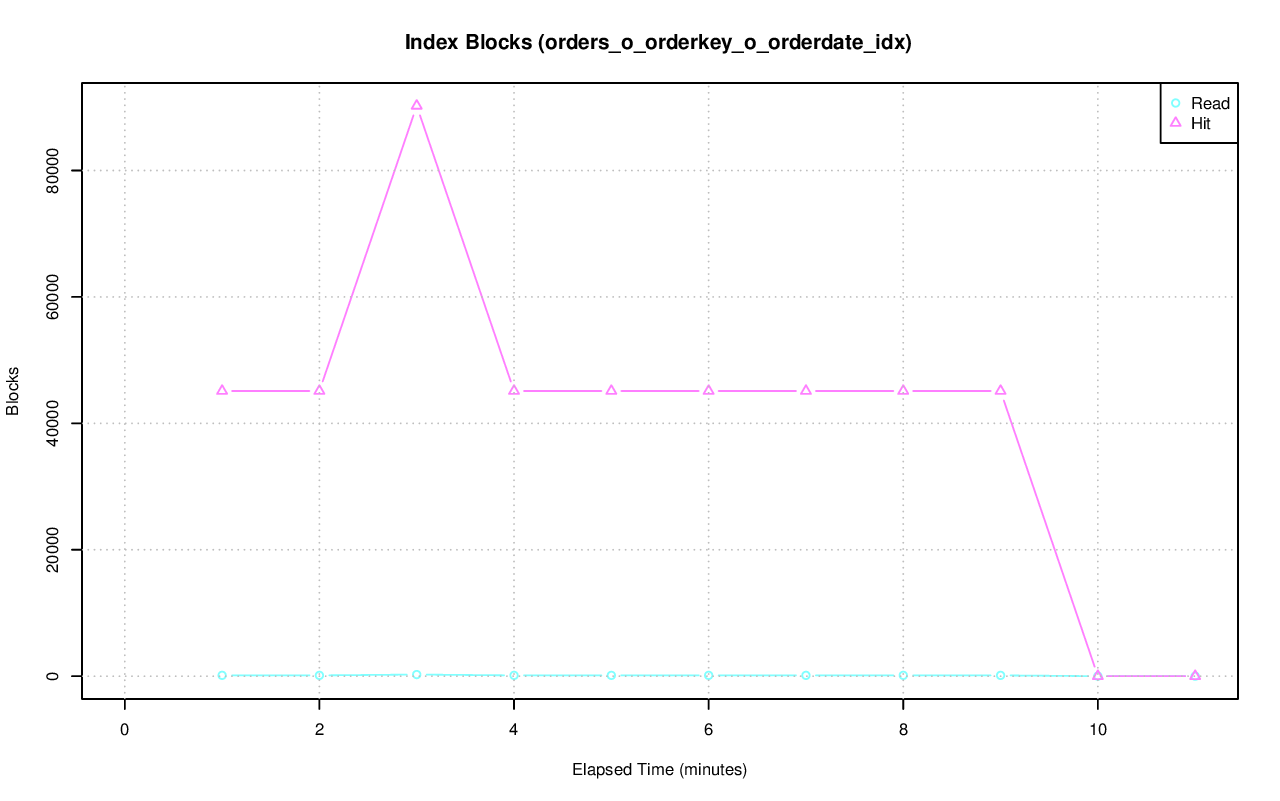 Index Blocks (orders_o_orderkey_o_orderdate_idx)
Read
Hit
80000
60000
40000
20000
0
Blocks
0 2 4 6 8 10
Elapsed Time (minutes)